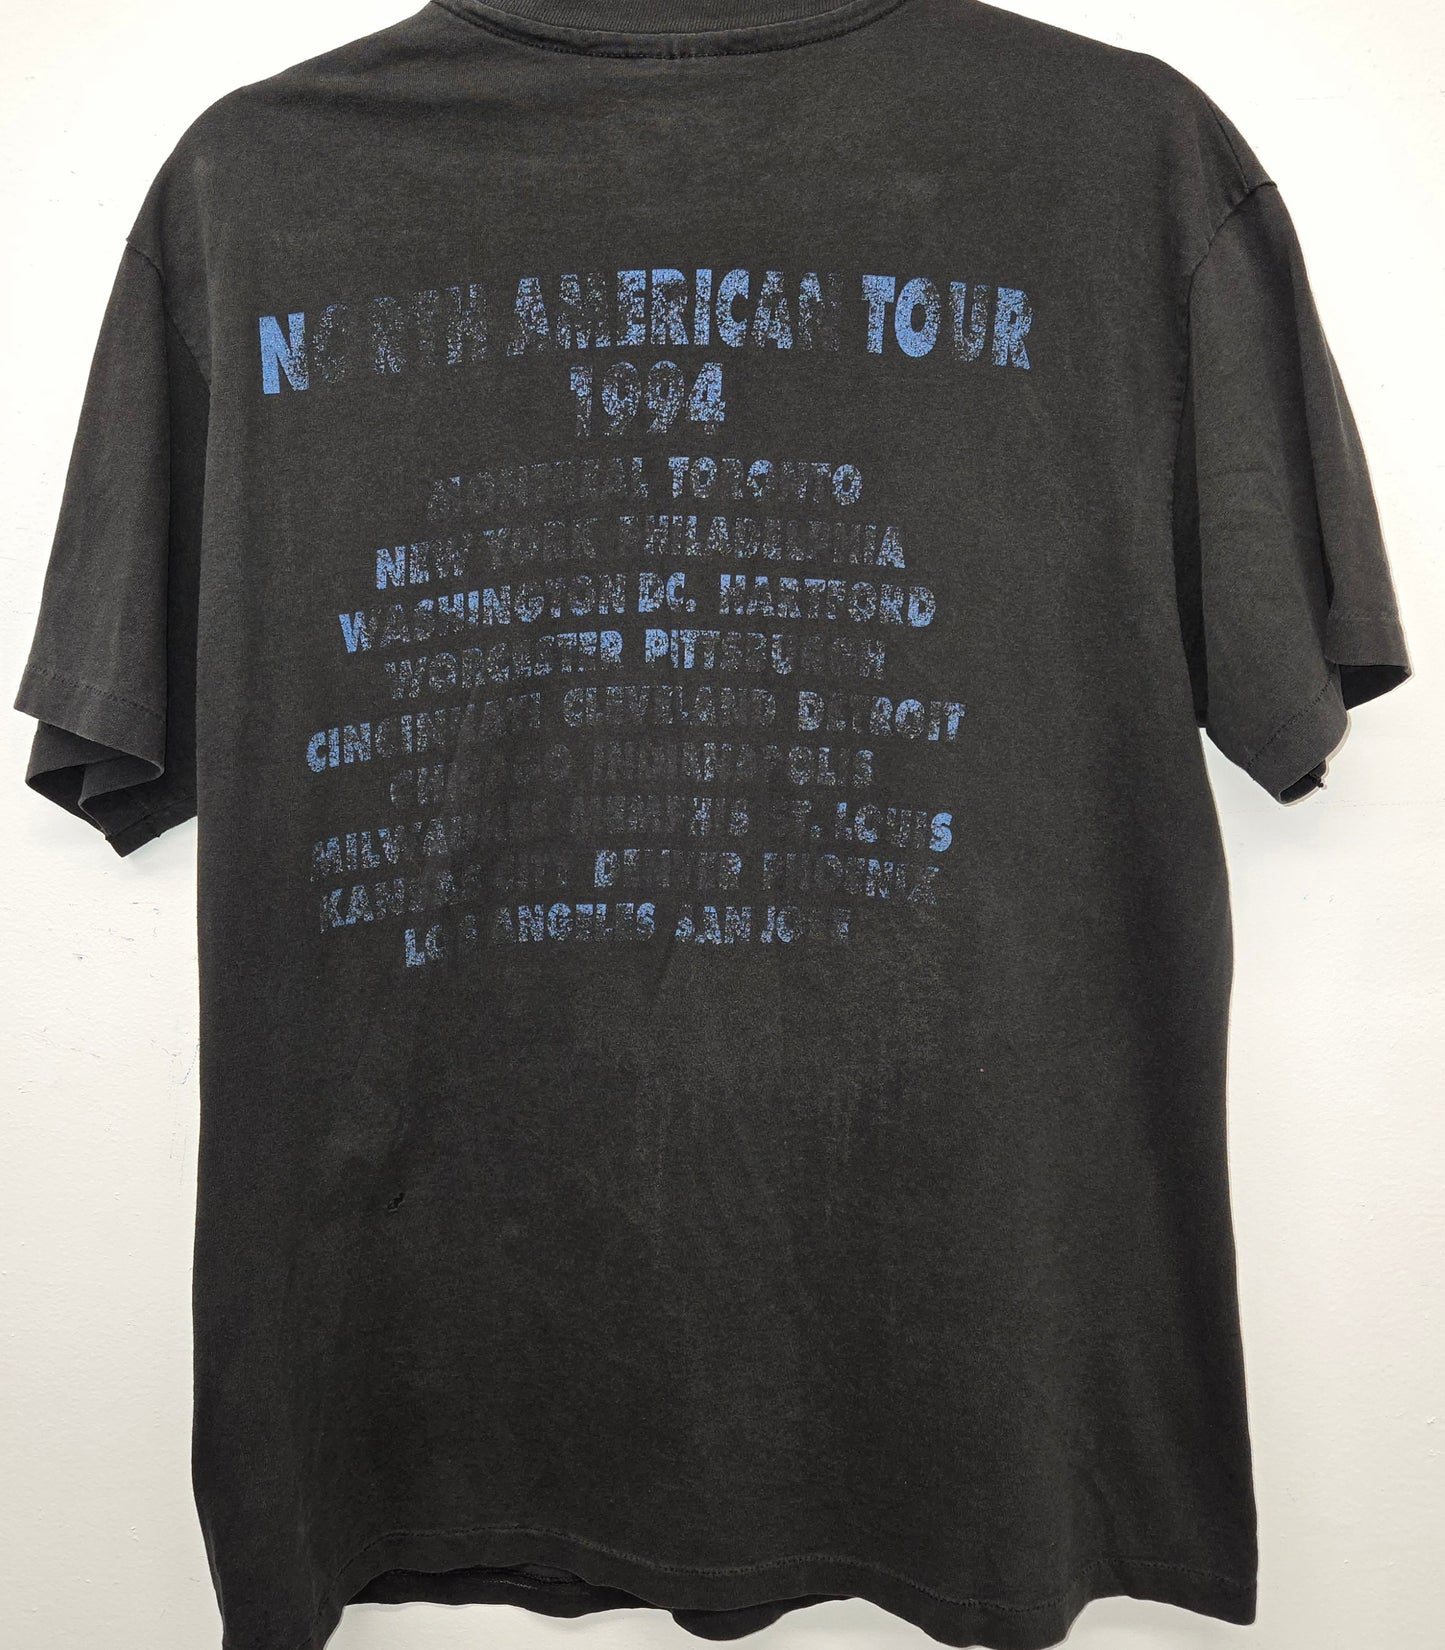 NORTH AMERICAN TOUR
1994
MONTREAL TORONTO
NEW YORK PHILADELPHIA
WASHINGTON DC. HARTFORD
WORCESTER PITTSBURGH
CINCINNATI CLEVELAND DETROIT
CHICAGO INDIANAPOLIS
MILWAUKEE MEMPHIS ST. LOUIS
KANSAS CITY DENVER PHOENIX
LOS ANGELES SAN JOSE